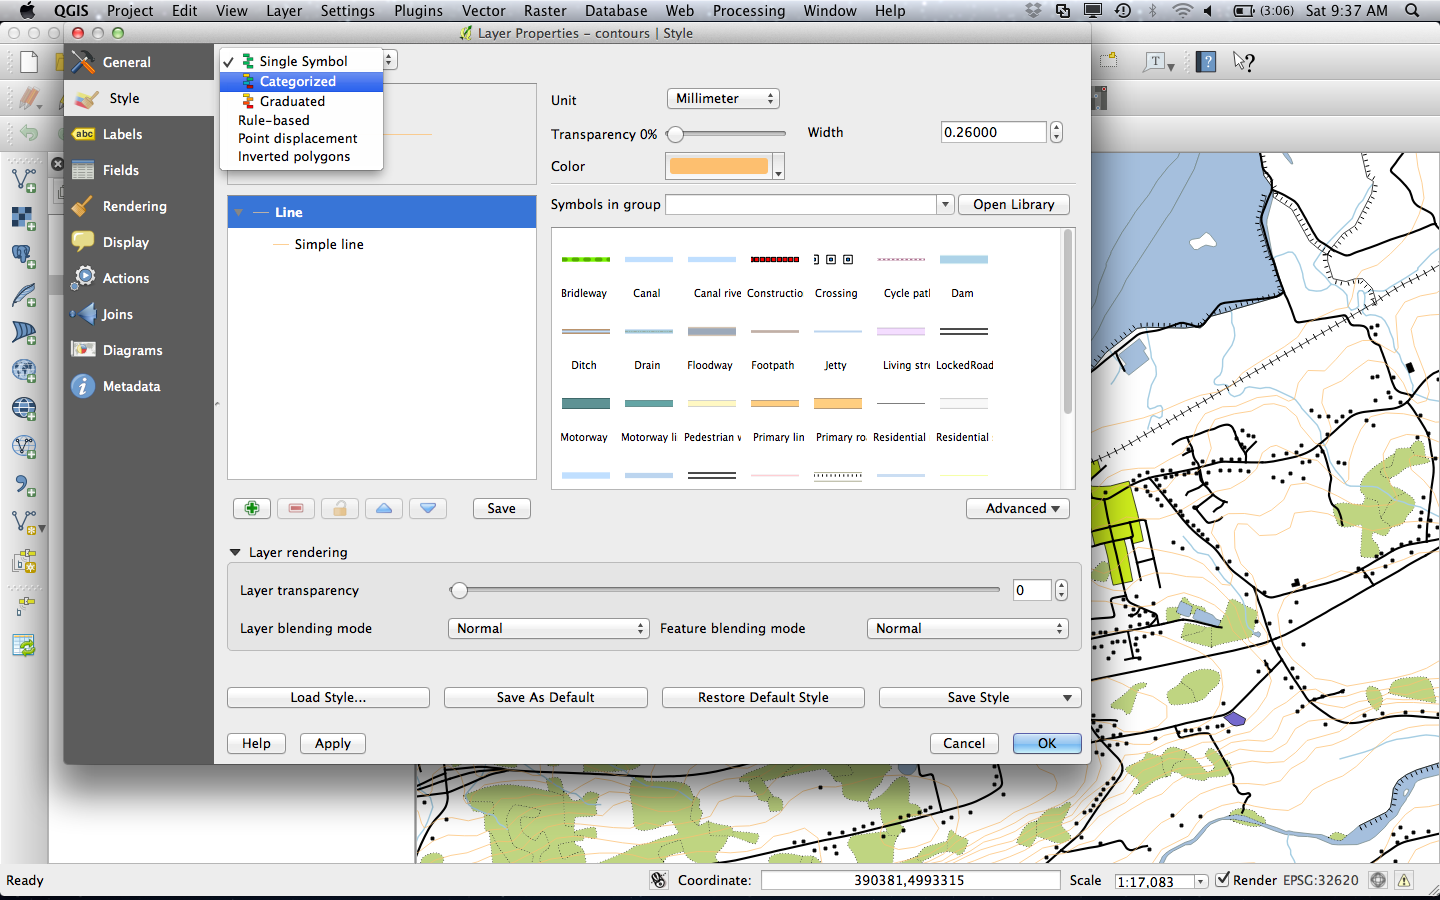 QGIS Project Edit View Layer Settings Plugins Vector Raster Database Web Processing Window Help (3:06) Sat 9:37 AM
Layer Properties - contours | Style
General
Style
abc Labels
Fields
Rendering
Display
Actions
Joins
Diagrams
Metadata
✓ Single Symbol
Categorized
Graduated
Rule-based
Point displacement
Inverted polygons
Unit Millimeter
Transparency 0% Width 0.26000
Color
Line
Simple line
Symbols in group Open Library
Bridleway Canal Canal rive Constructio Crossing Cycle patl Dam
Ditch Drain Floodway Footpath Jetty Living stre LockedRoad
Motorway Motorway li Pedestrian w Primary lin Primary ro Residential Residential
Save Advanced
Layer rendering
Layer transparency 0
Layer blending mode Normal Feature blending mode Normal
Load Style... Save As Default Restore Default Style Save Style
Help Apply Cancel OK
T ? ?
Ready Coordinate: 390381,4993315 Scale 1:17,083 Render EPSG:32620